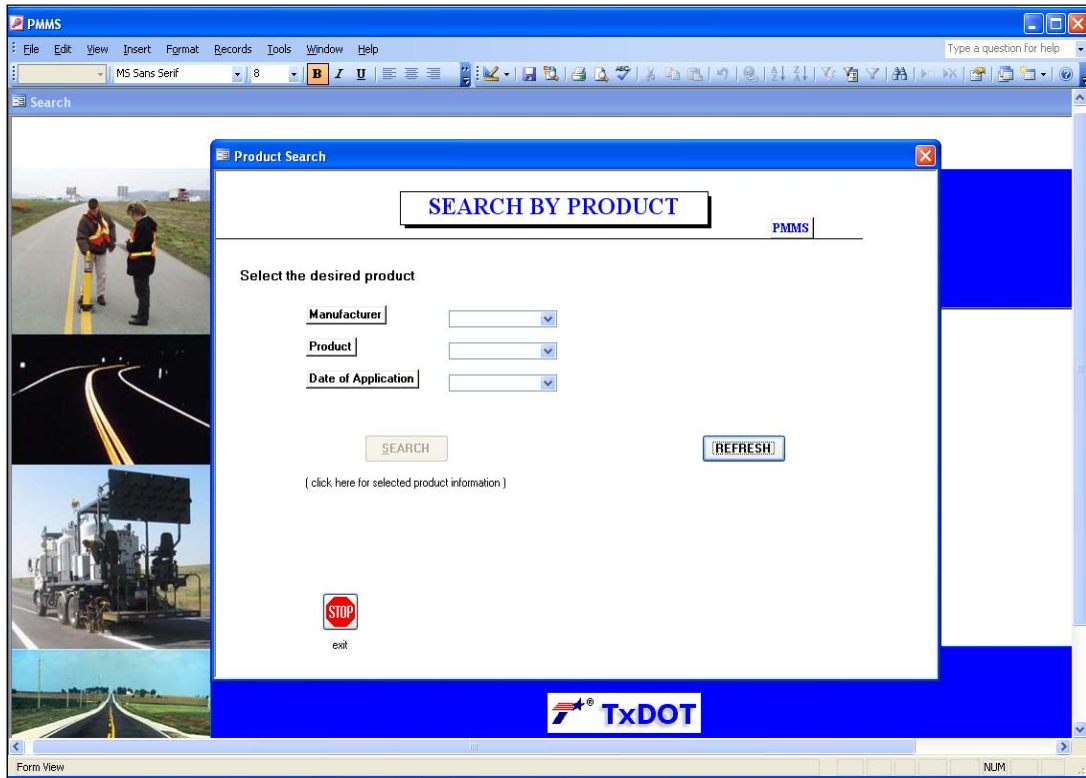 PMMS
File Edit View Insert Format Records Tools Window Help
Type a question for help
MS Sans Serif 8 B I U
Search
Product Search
SEARCH BY PRODUCT
PMMS
Select the desired product
Manufacturer
Product
Date of Application
SEARCH
REFRESH
( click here for selected product information )
STOP
exit
® TxDOT
Form View
NUM